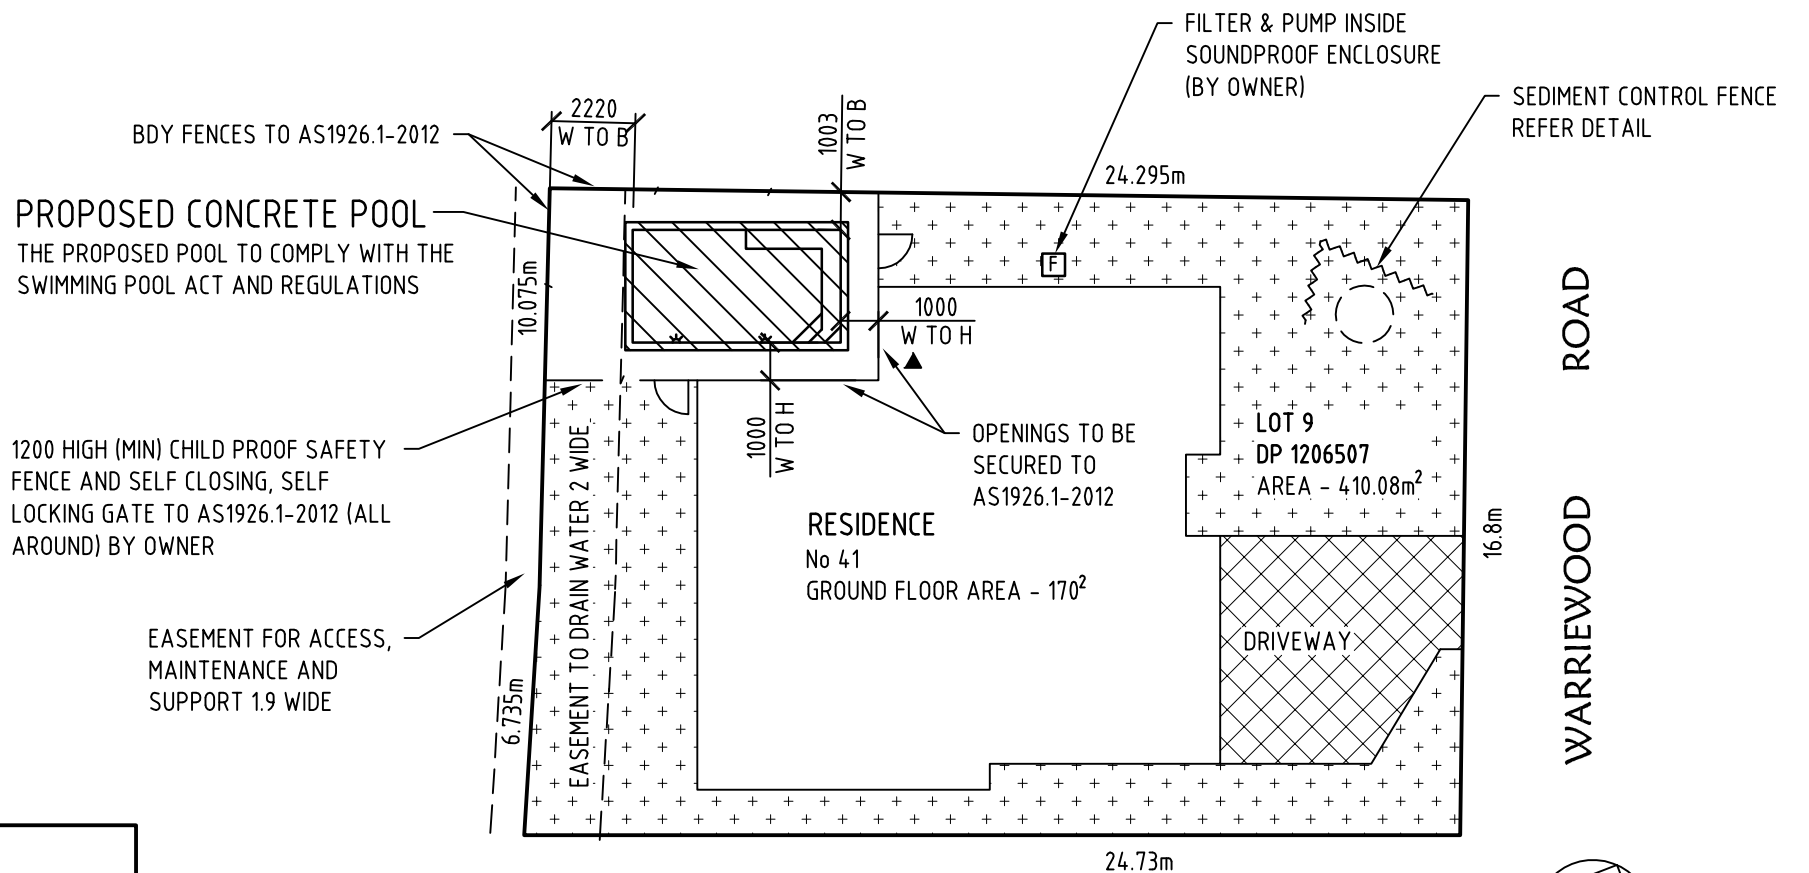 FILTER & PUMP INSIDE
SOUNDPROOF ENCLOSURE
(BY OWNER)
SEDIMENT CONTROL FENCE
REFER DETAIL
2220
W TO B
1003
W TO B
BDY FENCES TO AS1926.1-2012
24.295m
PROPOSED CONCRETE POOL
THE PROPOSED POOL TO COMPLY WITH THE
SWIMMING POOL ACT AND REGULATIONS
10.075m
F
1000
W TO H
1000
W TO H
1200 HIGH (MIN) CHILD PROOF SAFETY
FENCE AND SELF CLOSING, SELF
LOCKING GATE TO AS1926.1-2012 (ALL
AROUND) BY OWNER
OPENINGS TO BE
SECURED TO
AS1926.1-2012
LOT 9
DP 1206507
AREA - 410.08m²
RESIDENCE
No 41
GROUND FLOOR AREA - 170²
EASEMENT TO DRAIN WATER 2 WIDE
EASEMENT FOR ACCESS,
MAINTENANCE AND
SUPPORT 1.9 WIDE
6.735m
DRIVEWAY
16.8m
WARRIEWOOD ROAD
24.73m